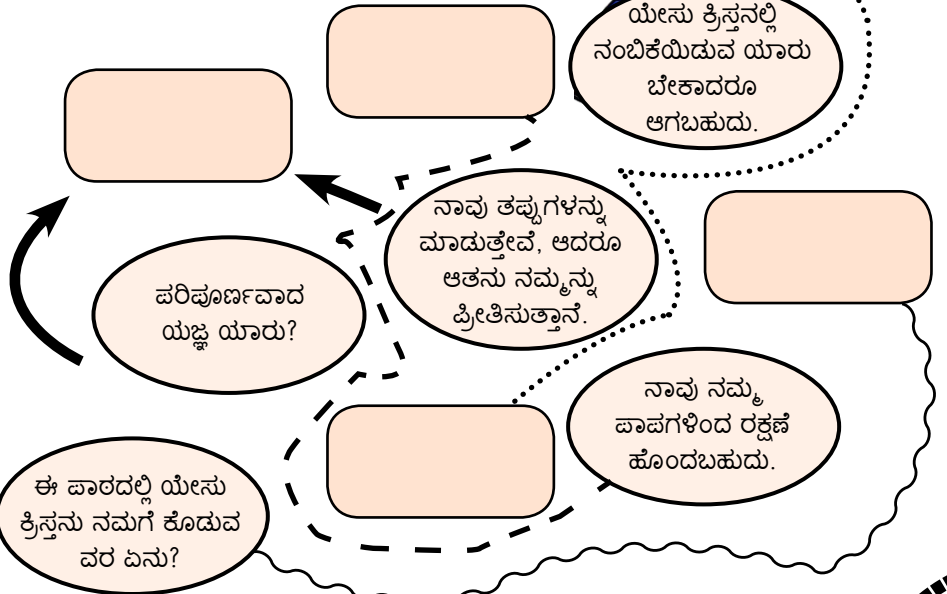 ಯೇಸು ಕ್ರಿಸ್ತನಲ್ಲಿ
ನಂಬಿಕೆಯಿಡುವ ಯಾರು
ಬೇಕಾದರೂ
ಆಗಬಹುದು.
ನಾವು ತಪ್ಪುಗಳನ್ನು
ಮಾಡುತ್ತೇವೆ, ಆದರೂ
ಆತನು ನಮ್ಮನ್ನು
ಪ್ರೀತಿಸುತ್ತಾನೆ.
ಪರಿಪೂರ್ಣವಾದ
ಯಜ್ಞ ಯಾರು?
ನಾವು ನಮ್ಮ
ಪಾಪಗಳಿಂದ ರಕ್ಷಣೆ
ಹೊಂದಬಹುದು.
ಈ ಪಾಠದಲ್ಲಿ ಯೇಸು
ಕ್ರಿಸ್ತನು ನಮಗೆ ಕೊಡುವ
ವರ ಏನು?